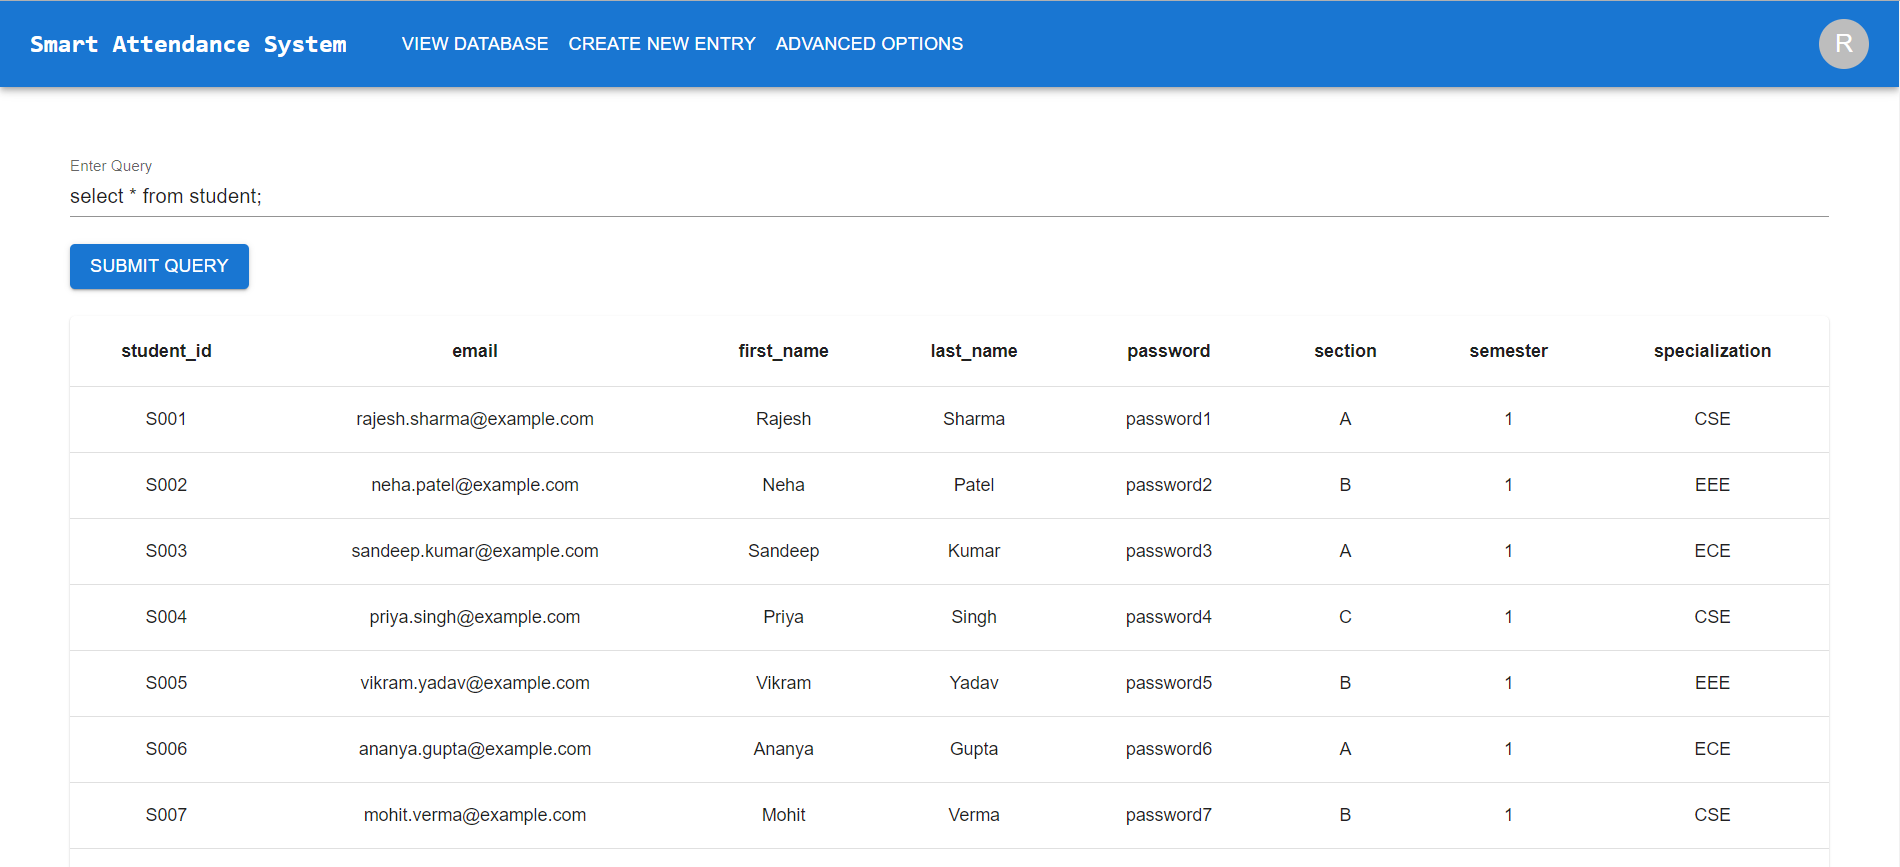 Smart Attendance System VIEW DATABASE CREATE NEW ENTRY ADVANCED OPTIONS R
Enter Query
select * from student;
SUBMIT QUERY
student_id email first_name last_name password section semester specialization
S001 rajesh.sharma@example.com Rajesh Sharma password1 A 1 CSE
S002 neha.patel@example.com Neha Patel password2 B 1 EEE
S003 sandeep.kumar@example.com Sandeep Kumar password3 A 1 ECE
S004 priya.singh@example.com Priya Singh password4 C 1 CSE
S005 vikram.yadav@example.com Vikram Yadav password5 B 1 EEE
S006 ananya.gupta@example.com Ananya Gupta password6 A 1 ECE
S007 mohit.verma@example.com Mohit Verma password7 B 1 CSE